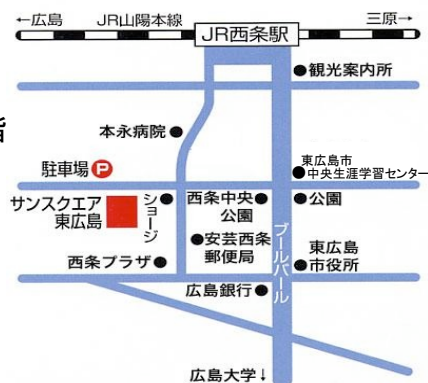 ←広島
JR山陽本線
三原→
JR西条駅
観光案内所
階
本永病院
駐車場 P
東広島市
中央生涯学習センター
サンスクエア
東広島
ショージ
西条中央
公園
公園
安芸西条
郵便局
ブールバール
東広島
市役所
西条プラザ
広島銀行
広島大学↓